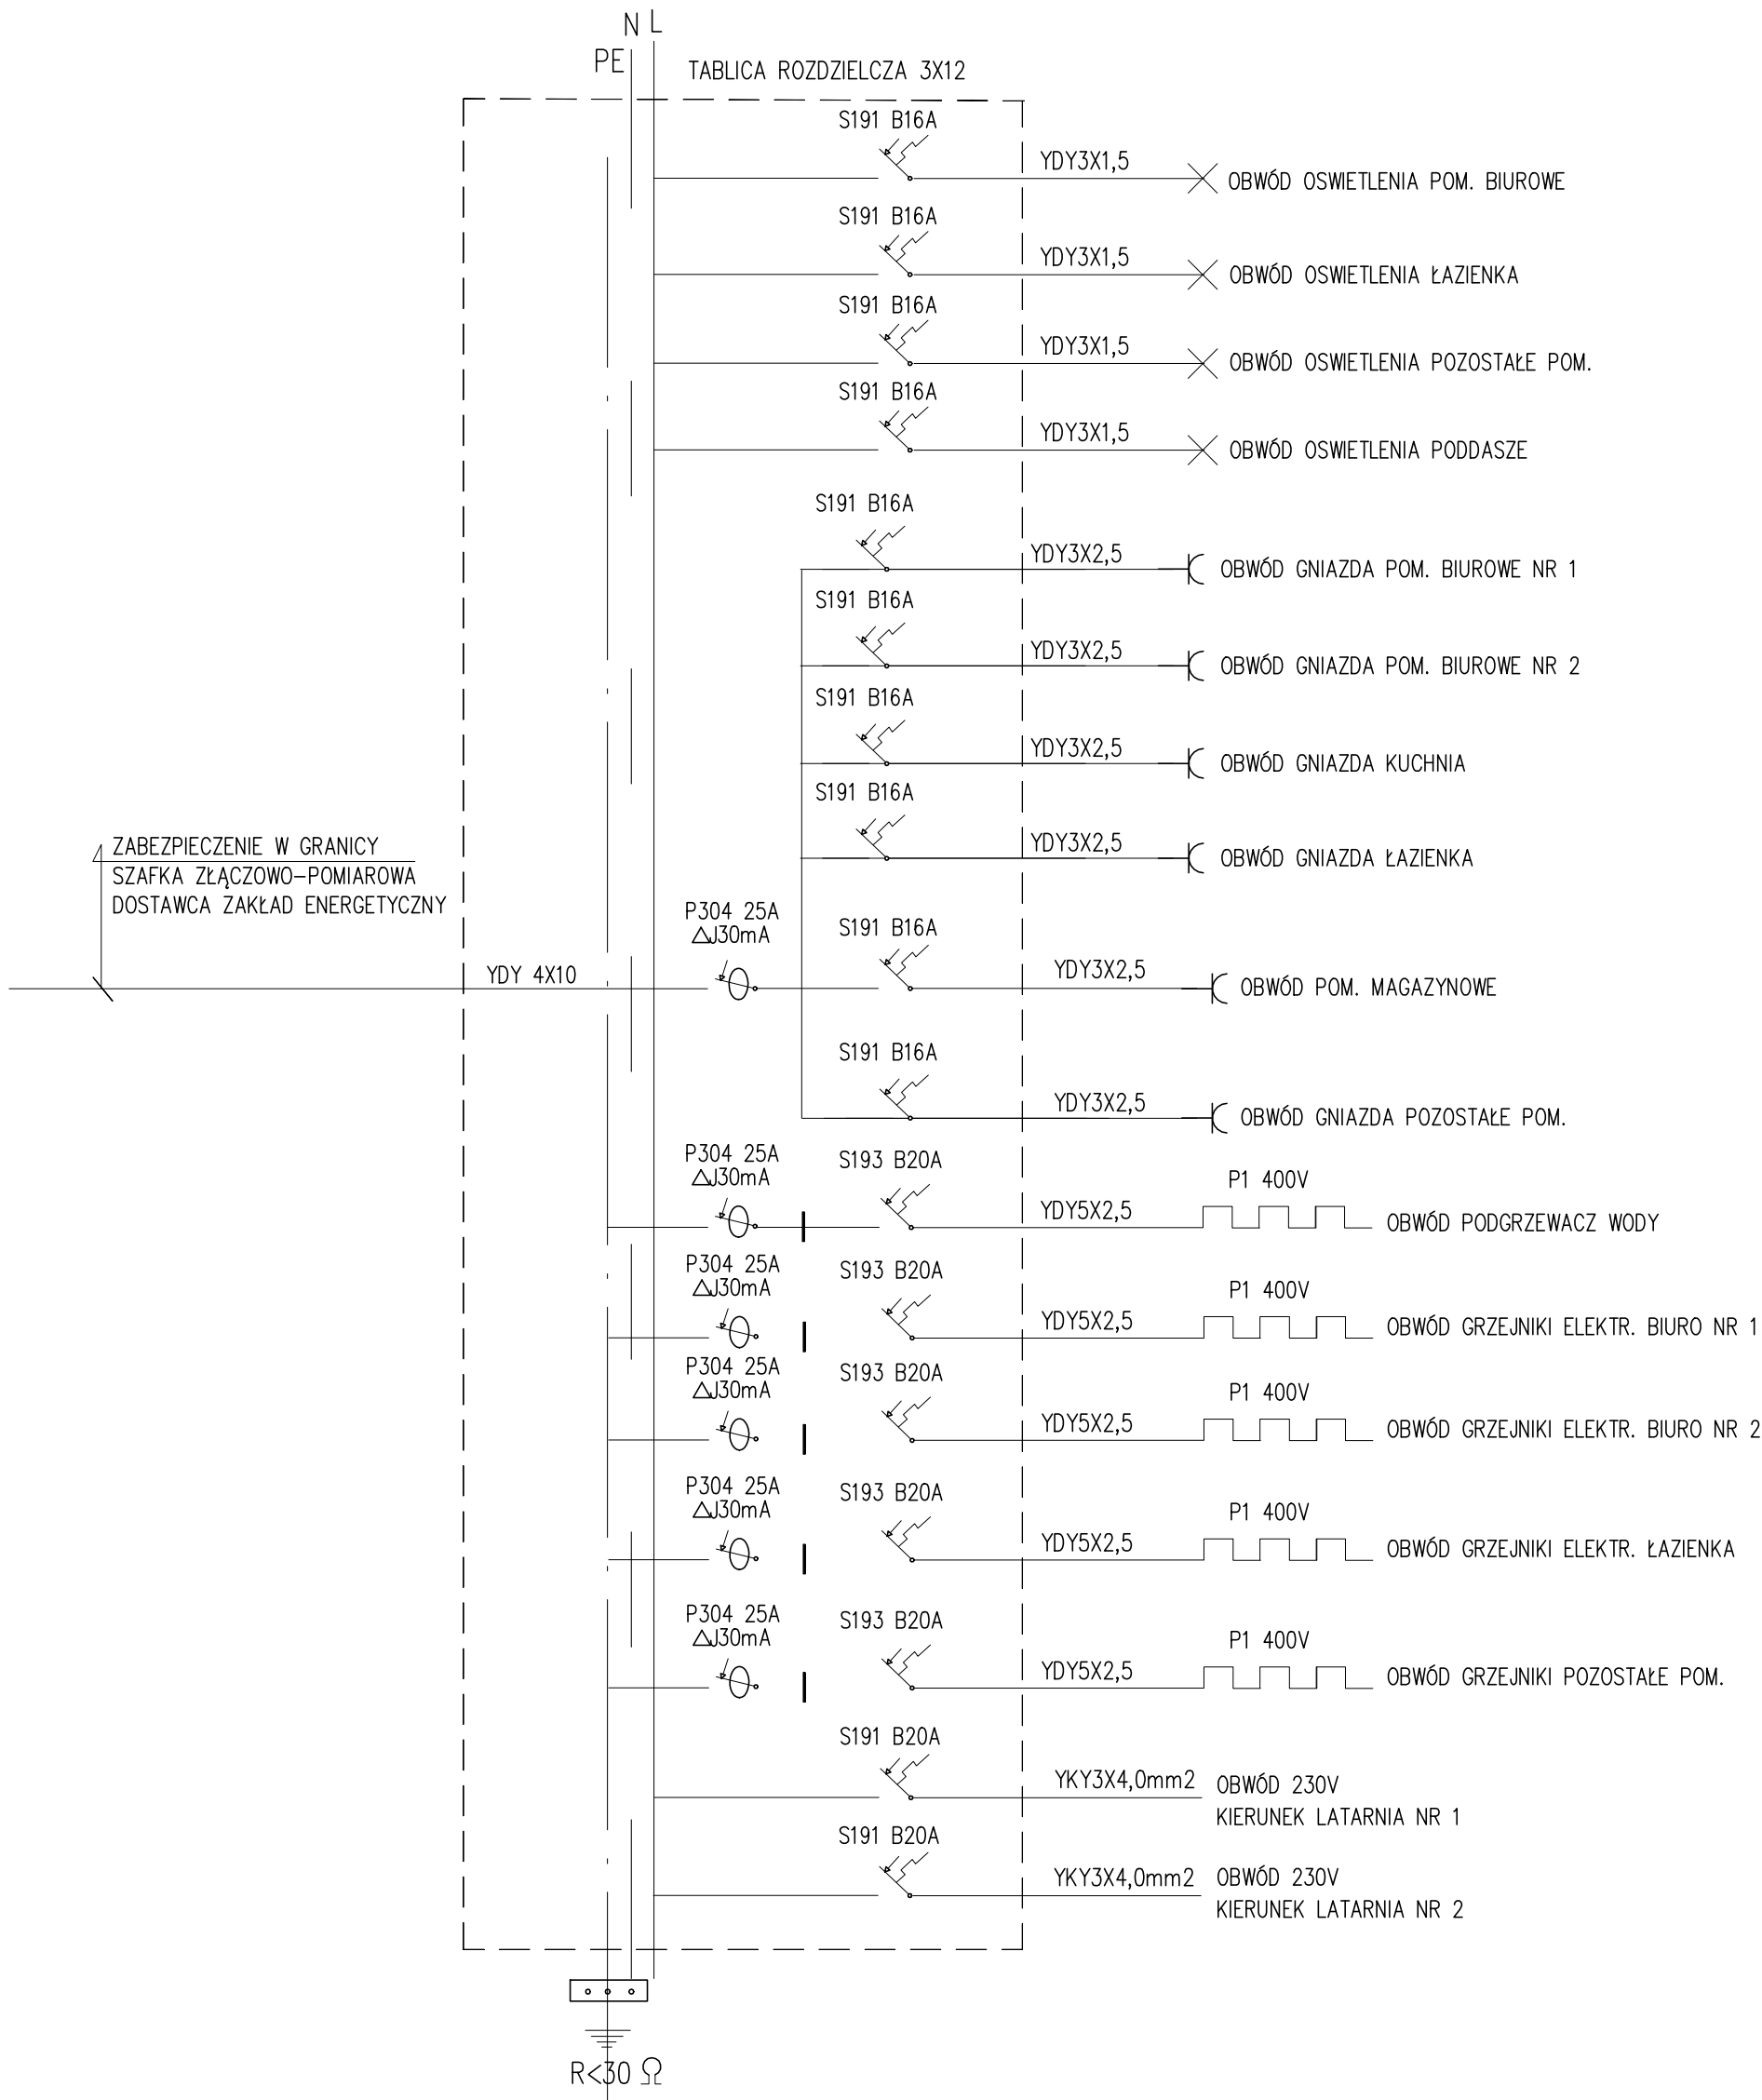 N L
PE
TABLICA ROZDZIELCZA 3X12
S191 B16A
YDY3X1,5
OBWÓD OSWIETLENIA POM. BIUROWE
S191 B16A
YDY3X1,5
OBWÓD OSWIETLENIA ŁAZIENKA
S191 B16A
YDY3X1,5
OBWÓD OSWIETLENIA POZOSTAŁE POM.
S191 B16A
YDY3X1,5
OBWÓD OSWIETLENIA PODDASZE
S191 B16A
YDY3X2,5
OBWÓD GNIAZDA POM. BIUROWE NR 1
S191 B16A
YDY3X2,5
OBWÓD GNIAZDA POM. BIUROWE NR 2
S191 B16A
YDY3X2,5
OBWÓD GNIAZDA KUCHNIA
S191 B16A
YDY3X2,5
OBWÓD GNIAZDA ŁAZIENKA
ZABEZPIECZENIE W GRANICY
SZAFKA ZŁĄCZOWO-POMIAROWA
DOSTAWCA ZAKŁAD ENERGETYCZNY
YDY 4X10
P304 25A
△J30mA
S191 B16A
YDY3X2,5
OBWÓD POM. MAGAZYNOWE
S191 B16A
YDY3X2,5
OBWÓD GNIAZDA POZOSTAŁE POM.
P304 25A
△J30mA
S193 B20A
YDY5X2,5
P1 400V
OBWÓD PODGRZEWACZ WODY
P304 25A
△J30mA
S193 B20A
YDY5X2,5
P1 400V
OBWÓD GRZEJNIKI ELEKTR. BIURO NR 1
P304 25A
△J30mA
S193 B20A
YDY5X2,5
P1 400V
OBWÓD GRZEJNIKI ELEKTR. BIURO NR 2
P304 25A
△J30mA
S193 B20A
YDY5X2,5
P1 400V
OBWÓD GRZEJNIKI ELEKTR. ŁAZIENKA
P304 25A
△J30mA
S193 B20A
YDY5X2,5
P1 400V
OBWÓD GRZEJNIKI POZOSTAŁE POM.
S191 B20A
YKY3X4,0mm2
OBWÓD 230V
KIERUNEK LATARNIA NR 1
S191 B20A
YKY3X4,0mm2
OBWÓD 230V
KIERUNEK LATARNIA NR 2
R<30 Ω